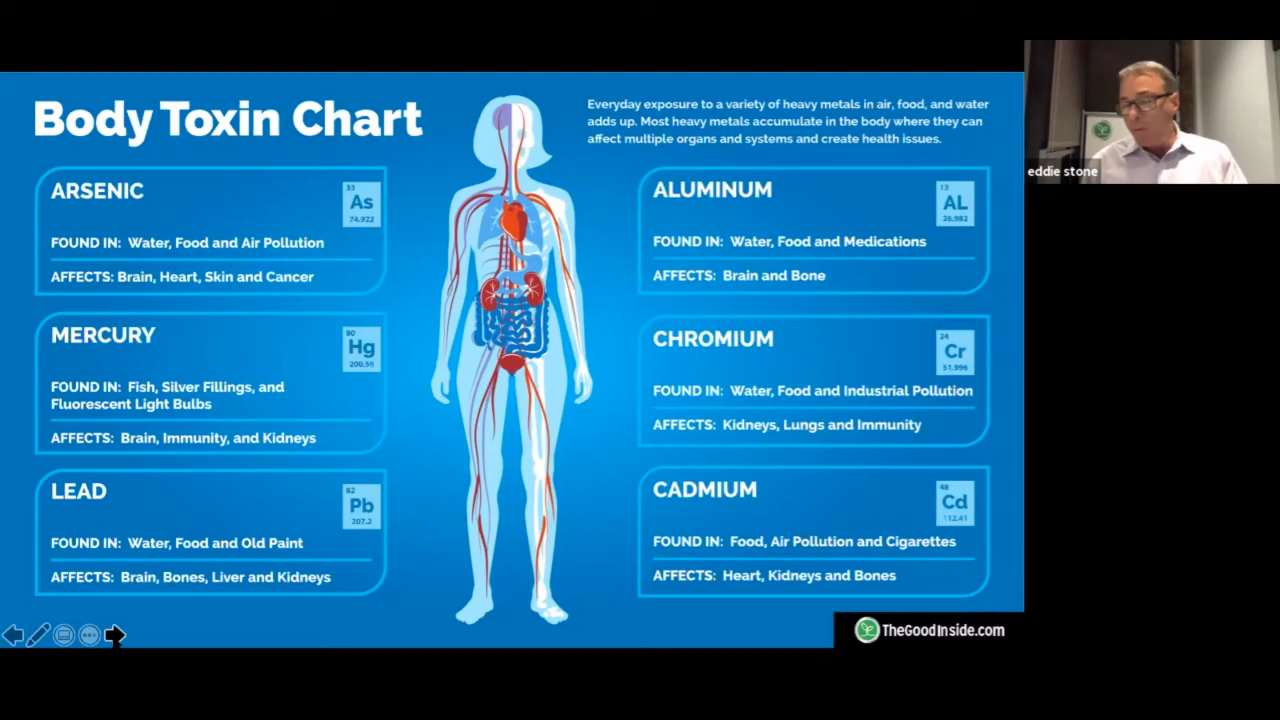 Body Toxin Chart
Everyday exposure to a variety of heavy metals in air, food, and water
adds up. Most heavy metals accumulate in the body where they can
affect multiple organs and systems and create health issues.
ARSENIC
33
As
74.922
FOUND IN: Water, Food and Air Pollution
AFFECTS: Brain, Heart, Skin and Cancer
MERCURY
80
Hg
200.59
FOUND IN: Fish, Silver Fillings, and
Fluorescent Light Bulbs
AFFECTS: Brain, Immunity, and Kidneys
LEAD
82
Pb
207.2
FOUND IN: Water, Food and Old Paint
AFFECTS: Brain, Bones, Liver and Kidneys
ALUMINUM
13
AL
26.982
FOUND IN: Water, Food and Medications
AFFECTS: Brain and Bone
CHROMIUM
24
Cr
51.996
FOUND IN: Water, Food and Industrial Pollution
AFFECTS: Kidneys, Lungs and Immunity
CADMIUM
48
Cd
112.41
FOUND IN: Food, Air Pollution and Cigarettes
AFFECTS: Heart, Kidneys and Bones
TheGoodInside.com
eddie stone